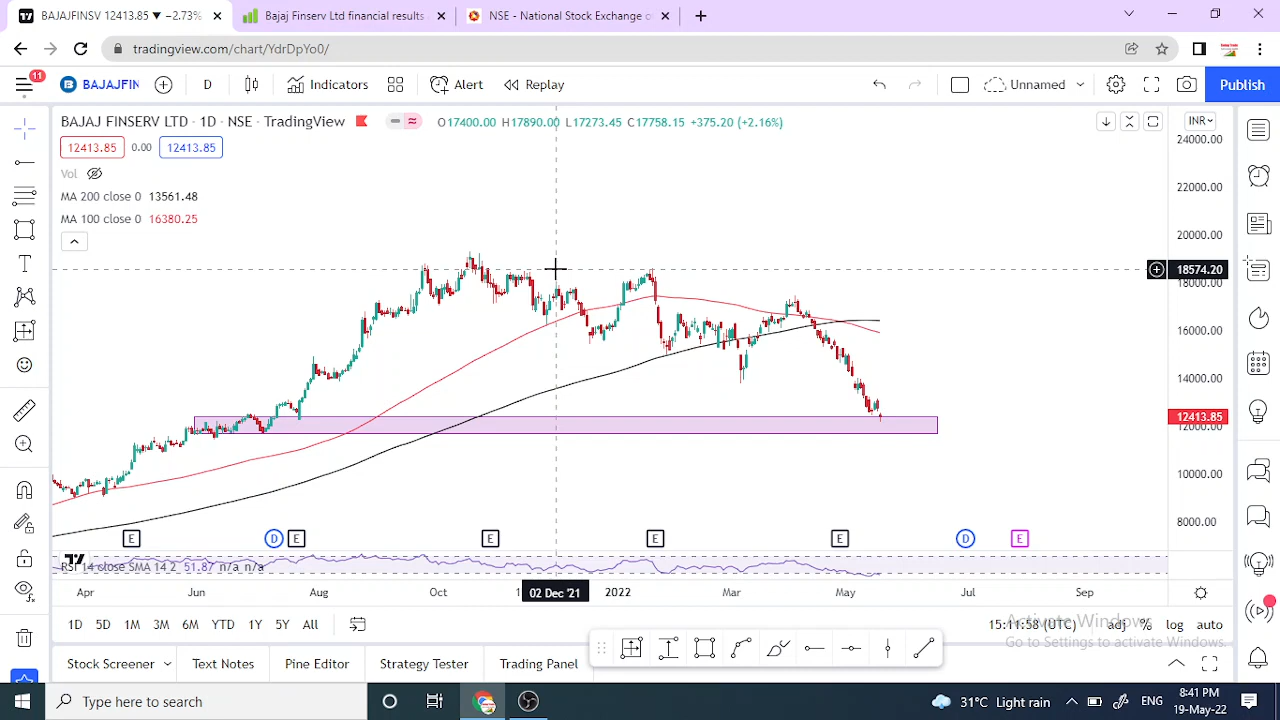 BAJAJFINSV 12413.85 ▼ −2.73%
Bajaj Finserv Ltd financial results
NSE - National Stock Exchange o
tradingview.com/chart/YdrDpYo0/
11
BAJAJFIN
D
Indicators
Alert
Replay
Unnamed
Publish
BAJAJ FINSERV LTD · 1D · NSE · TradingView
O17400.00 H17890.00 L17273.45 C17758.15 +375.20 (+2.16%)
INR
12413.85 0.00 12413.85
Vol
MA 200 close 0 13561.48
MA 100 close 0 16380.25
24000.00
22000.00
20000.00
18574.20
18000.00
16000.00
14000.00
12413.85
12000.00
10000.00
8000.00
E D E E E E D E
RSI 14 close SMA 14 2 51.87 n/a n/a
Apr Jun Aug Oct 02 Dec '21 2022 Mar May Jul Sep
1D 5D 1M 3M 6M YTD 1Y 5Y All
15:11:58 (UTC) adj % log auto
Activate Windows
Go to Settings to activate Windows.
Stock Screener Text Notes Pine Editor Strategy Tester Trading Panel
Type here to search
31°C Light rain
ENG
8:41 PM
19-May-22